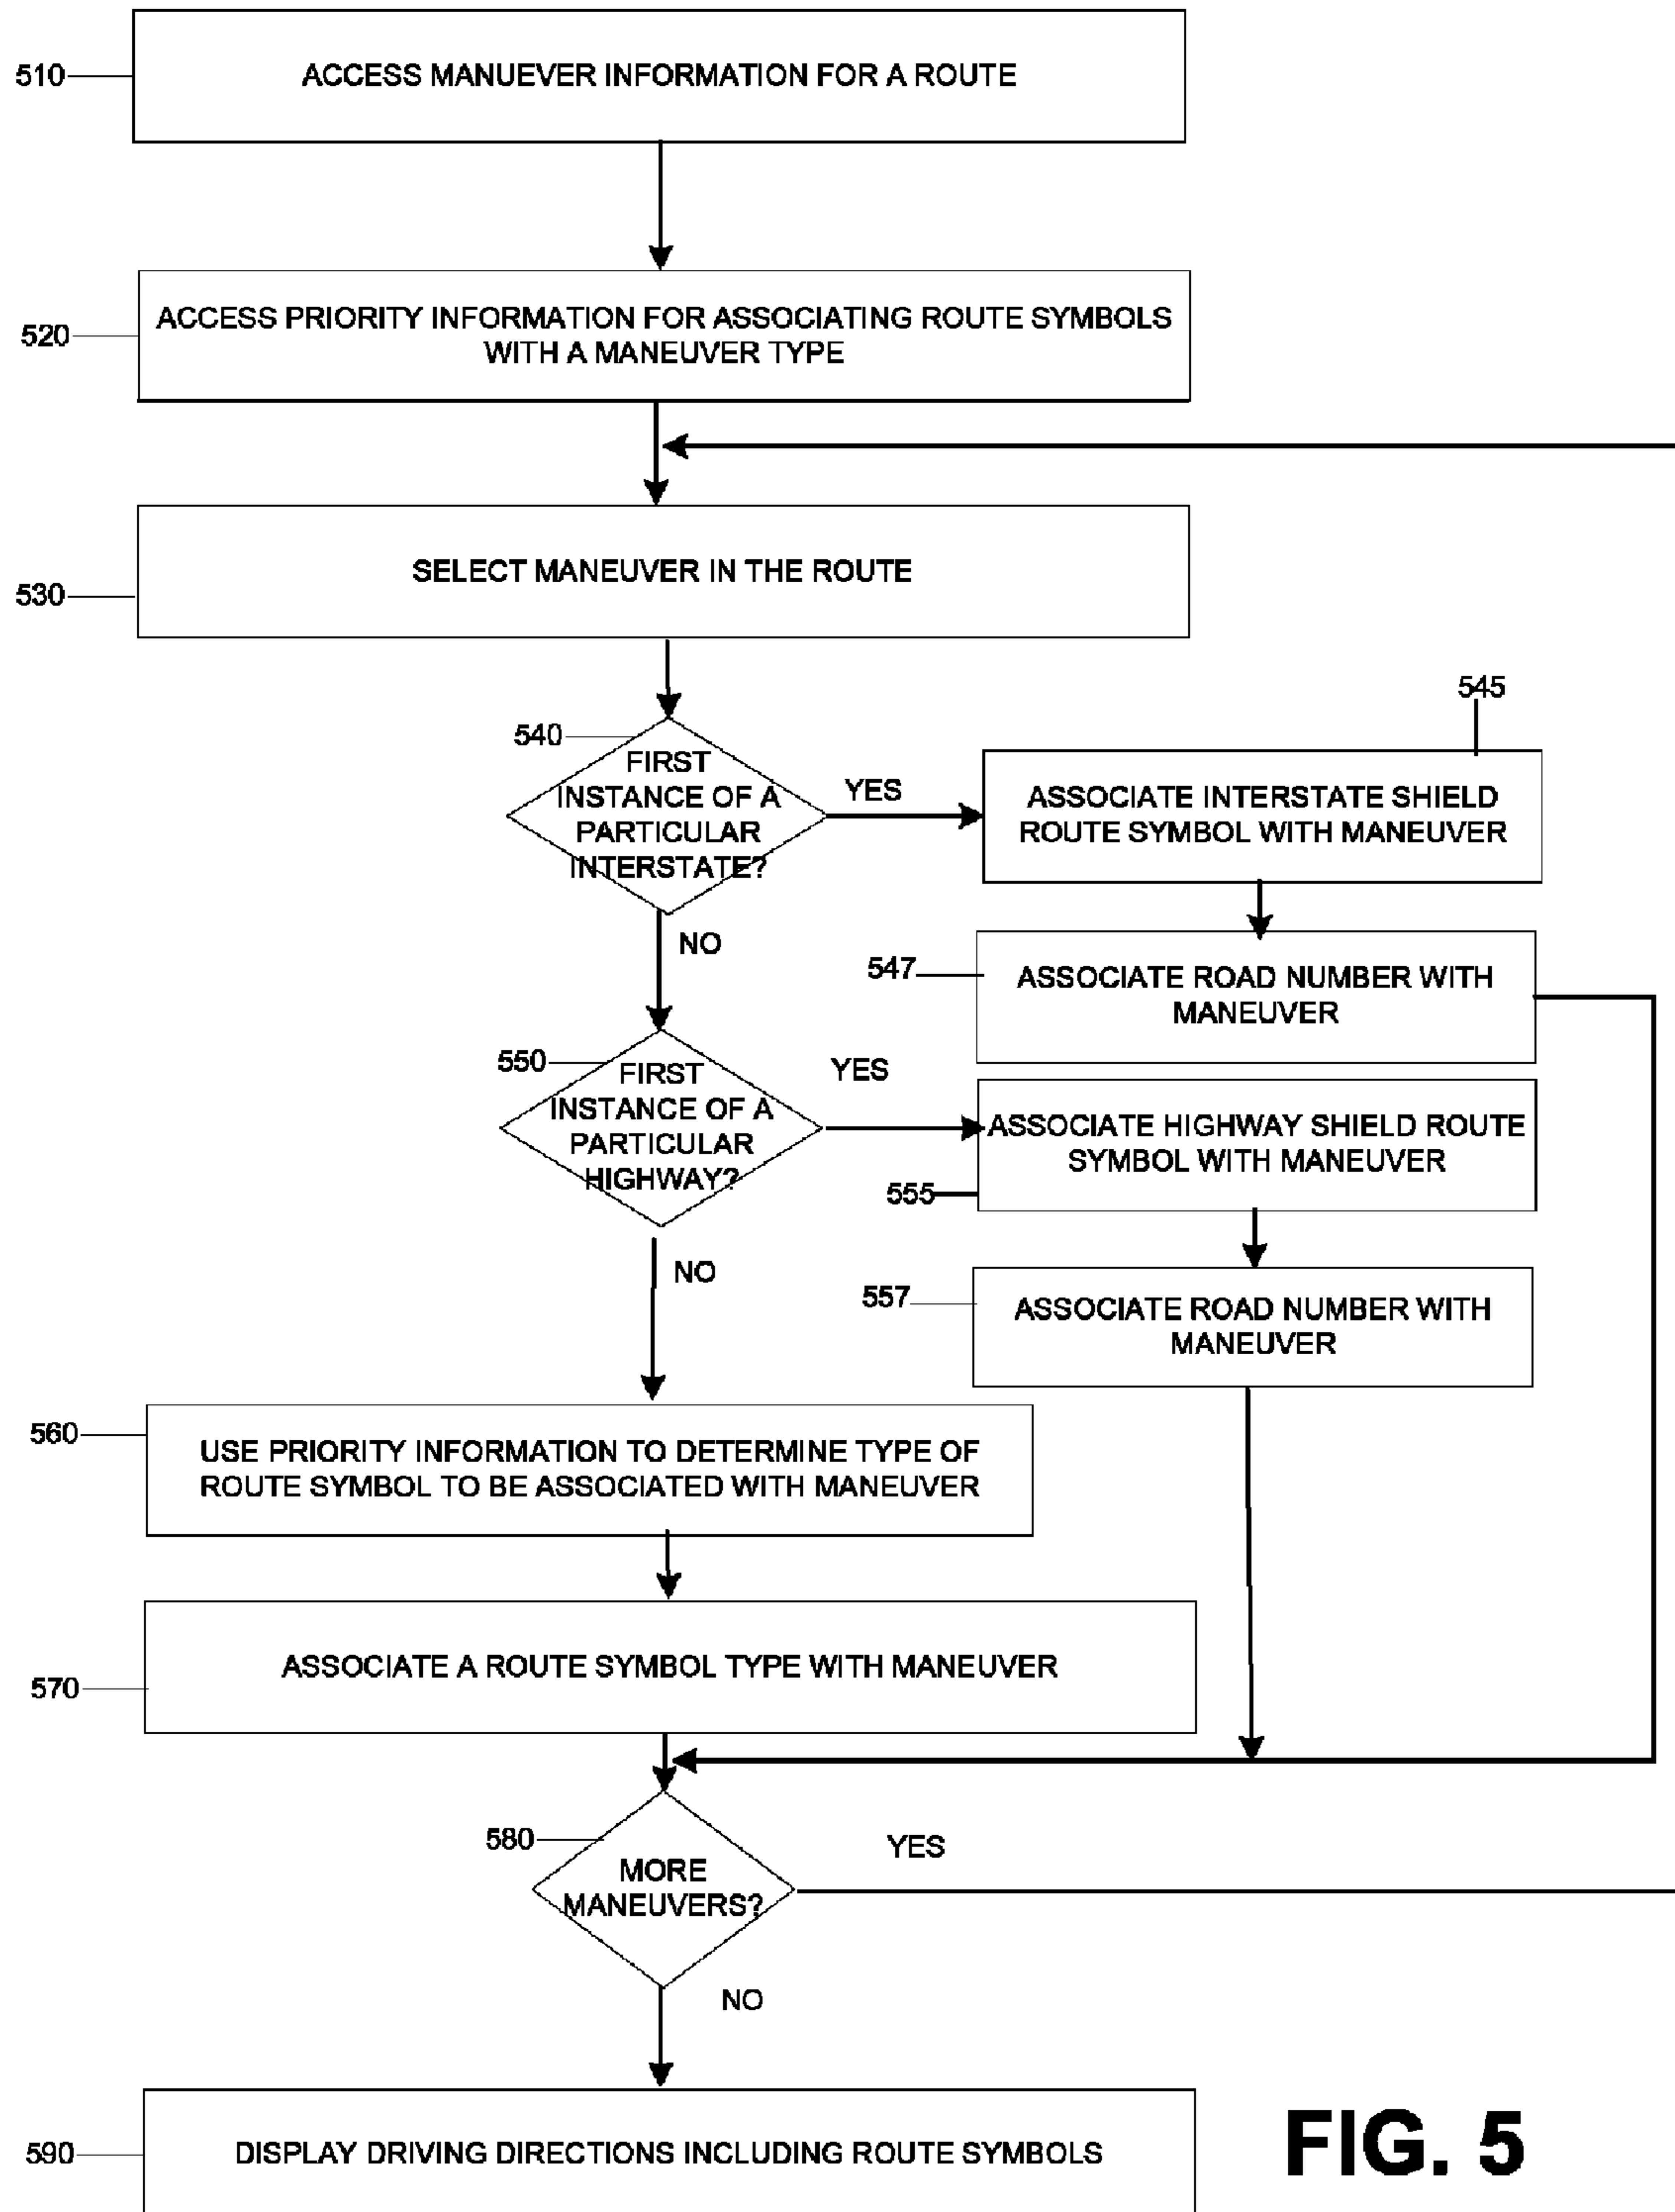 510
ACCESS MANUEVER INFORMATION FOR A ROUTE
520
ACCESS PRIORITY INFORMATION FOR ASSOCIATING ROUTE SYMBOLS
WITH A MANEUVER TYPE
530
SELECT MANEUVER IN THE ROUTE
540
FIRST
INSTANCE OF A
PARTICULAR
INTERSTATE?
YES
545
ASSOCIATE INTERSTATE SHIELD
ROUTE SYMBOL WITH MANEUVER
NO
547
ASSOCIATE ROAD NUMBER WITH
MANEUVER
550
FIRST
INSTANCE OF A
PARTICULAR
HIGHWAY?
YES
ASSOCIATE HIGHWAY SHIELD ROUTE
SYMBOL WITH MANEUVER
555
NO
557
ASSOCIATE ROAD NUMBER WITH
MANEUVER
560
USE PRIORITY INFORMATION TO DETERMINE TYPE OF
ROUTE SYMBOL TO BE ASSOCIATED WITH MANEUVER
570
ASSOCIATE A ROUTE SYMBOL TYPE WITH MANEUVER
580
MORE
MANEUVERS?
YES
NO
590
DISPLAY DRIVING DIRECTIONS INCLUDING ROUTE SYMBOLS
FIG. 5